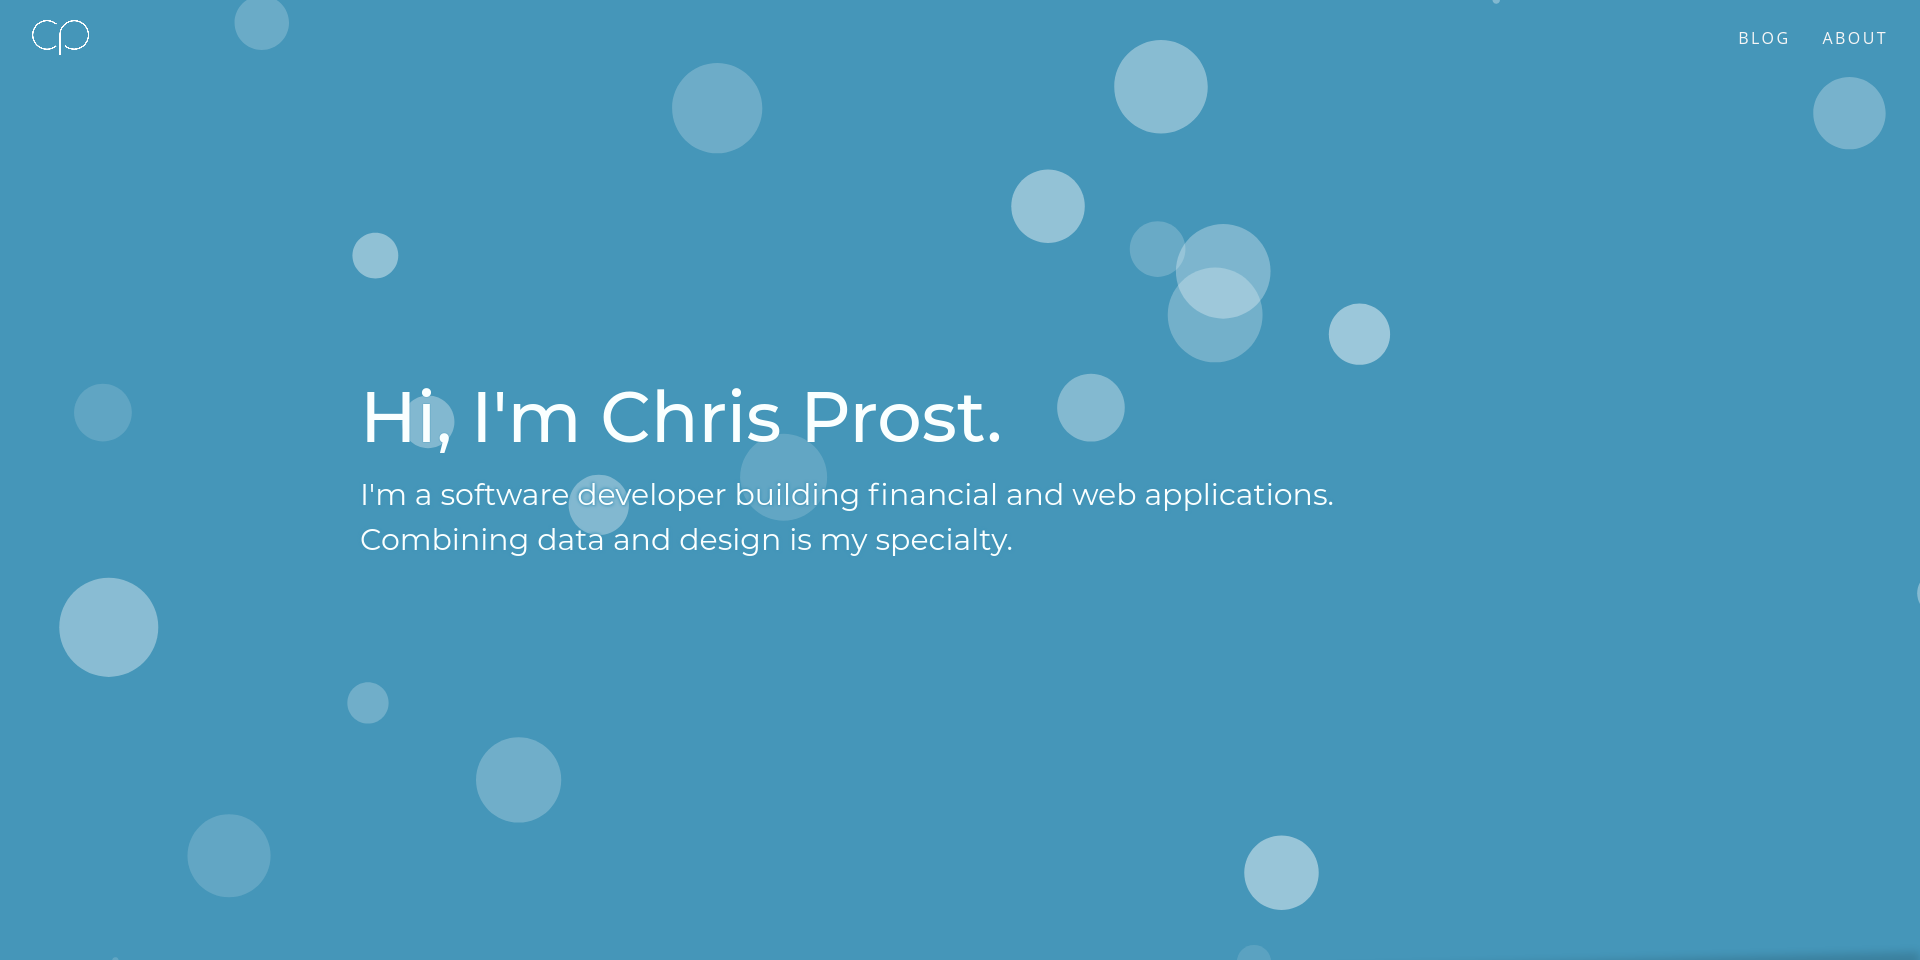 cp
BLOG ABOUT
Hi, I'm Chris Prost.
I'm a software developer building financial and web applications.
Combining data and design is my specialty.